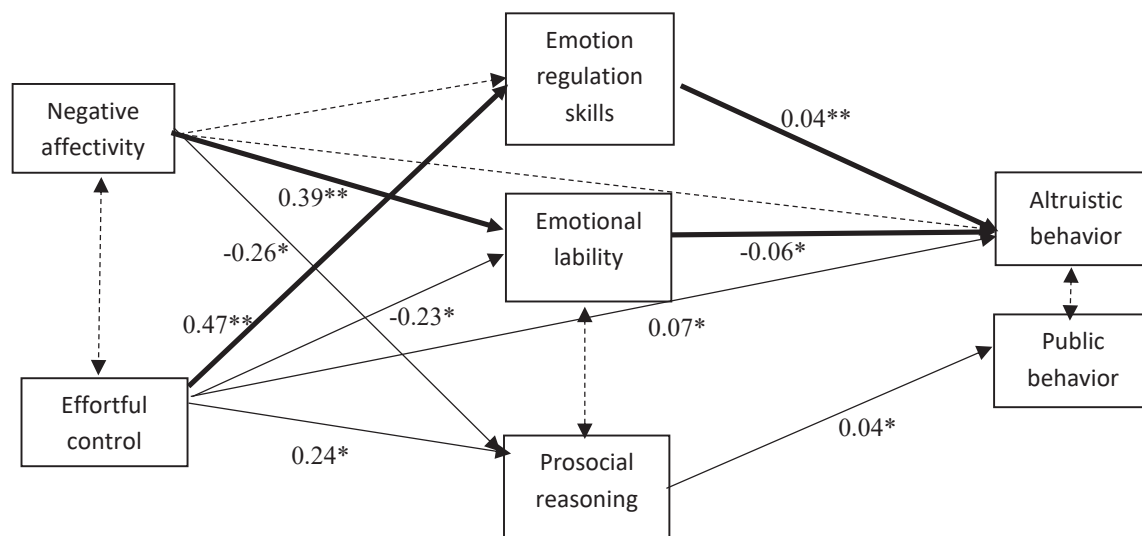 Emotion
regulation
skills
Negative
affectivity
0.04**
0.39**
Emotional
lability
Altruistic
behavior
-0.26*
-0.06*
0.47**
-0.23*
0.07*
Public
behavior
Effortful
control
0.24*
Prosocial
reasoning
0.04*